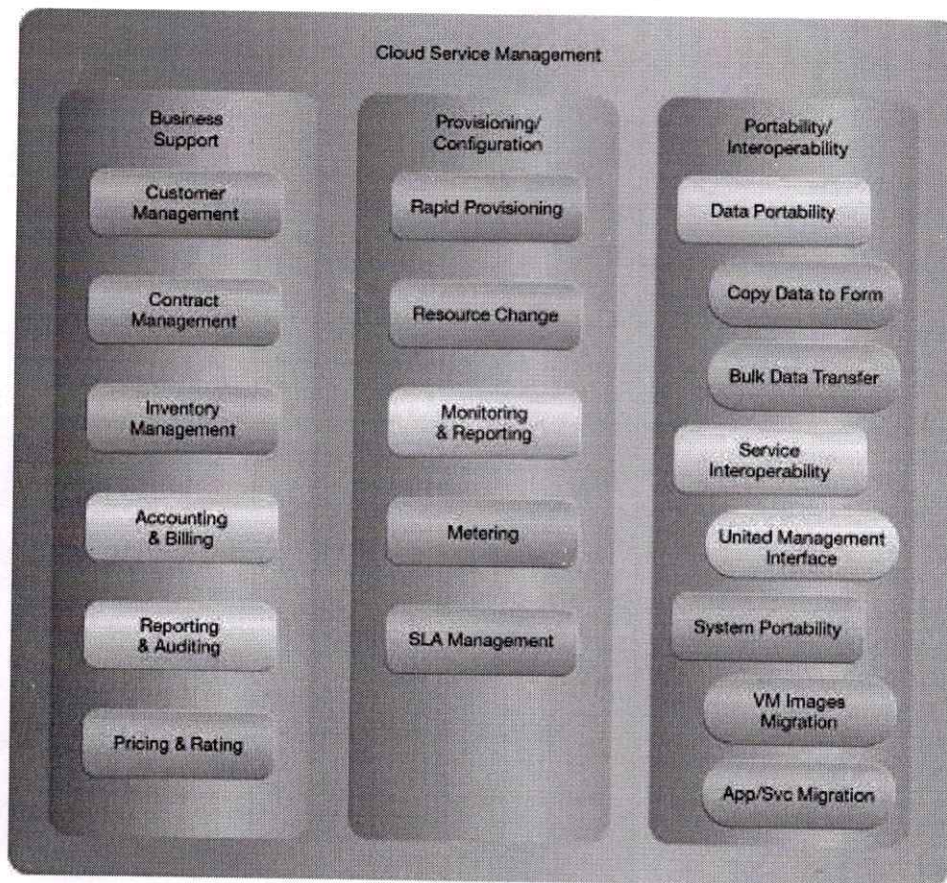 Cloud Service Management
Business
Support
Customer
Management
Contract
Management
Inventory
Management
Accounting
& Billing
Reporting
& Auditing
Pricing & Rating
Provisioning/
Configuration
Rapid Provisioning
Resource Change
Monitoring
& Reporting
Metering
SLA Management
Portability/
Interoperability
Data Portability
Copy Data to Form
Bulk Data Transfer
Service
Interoperability
United Management
Interface
System Portability
VM Images
Migration
App/Svc Migration